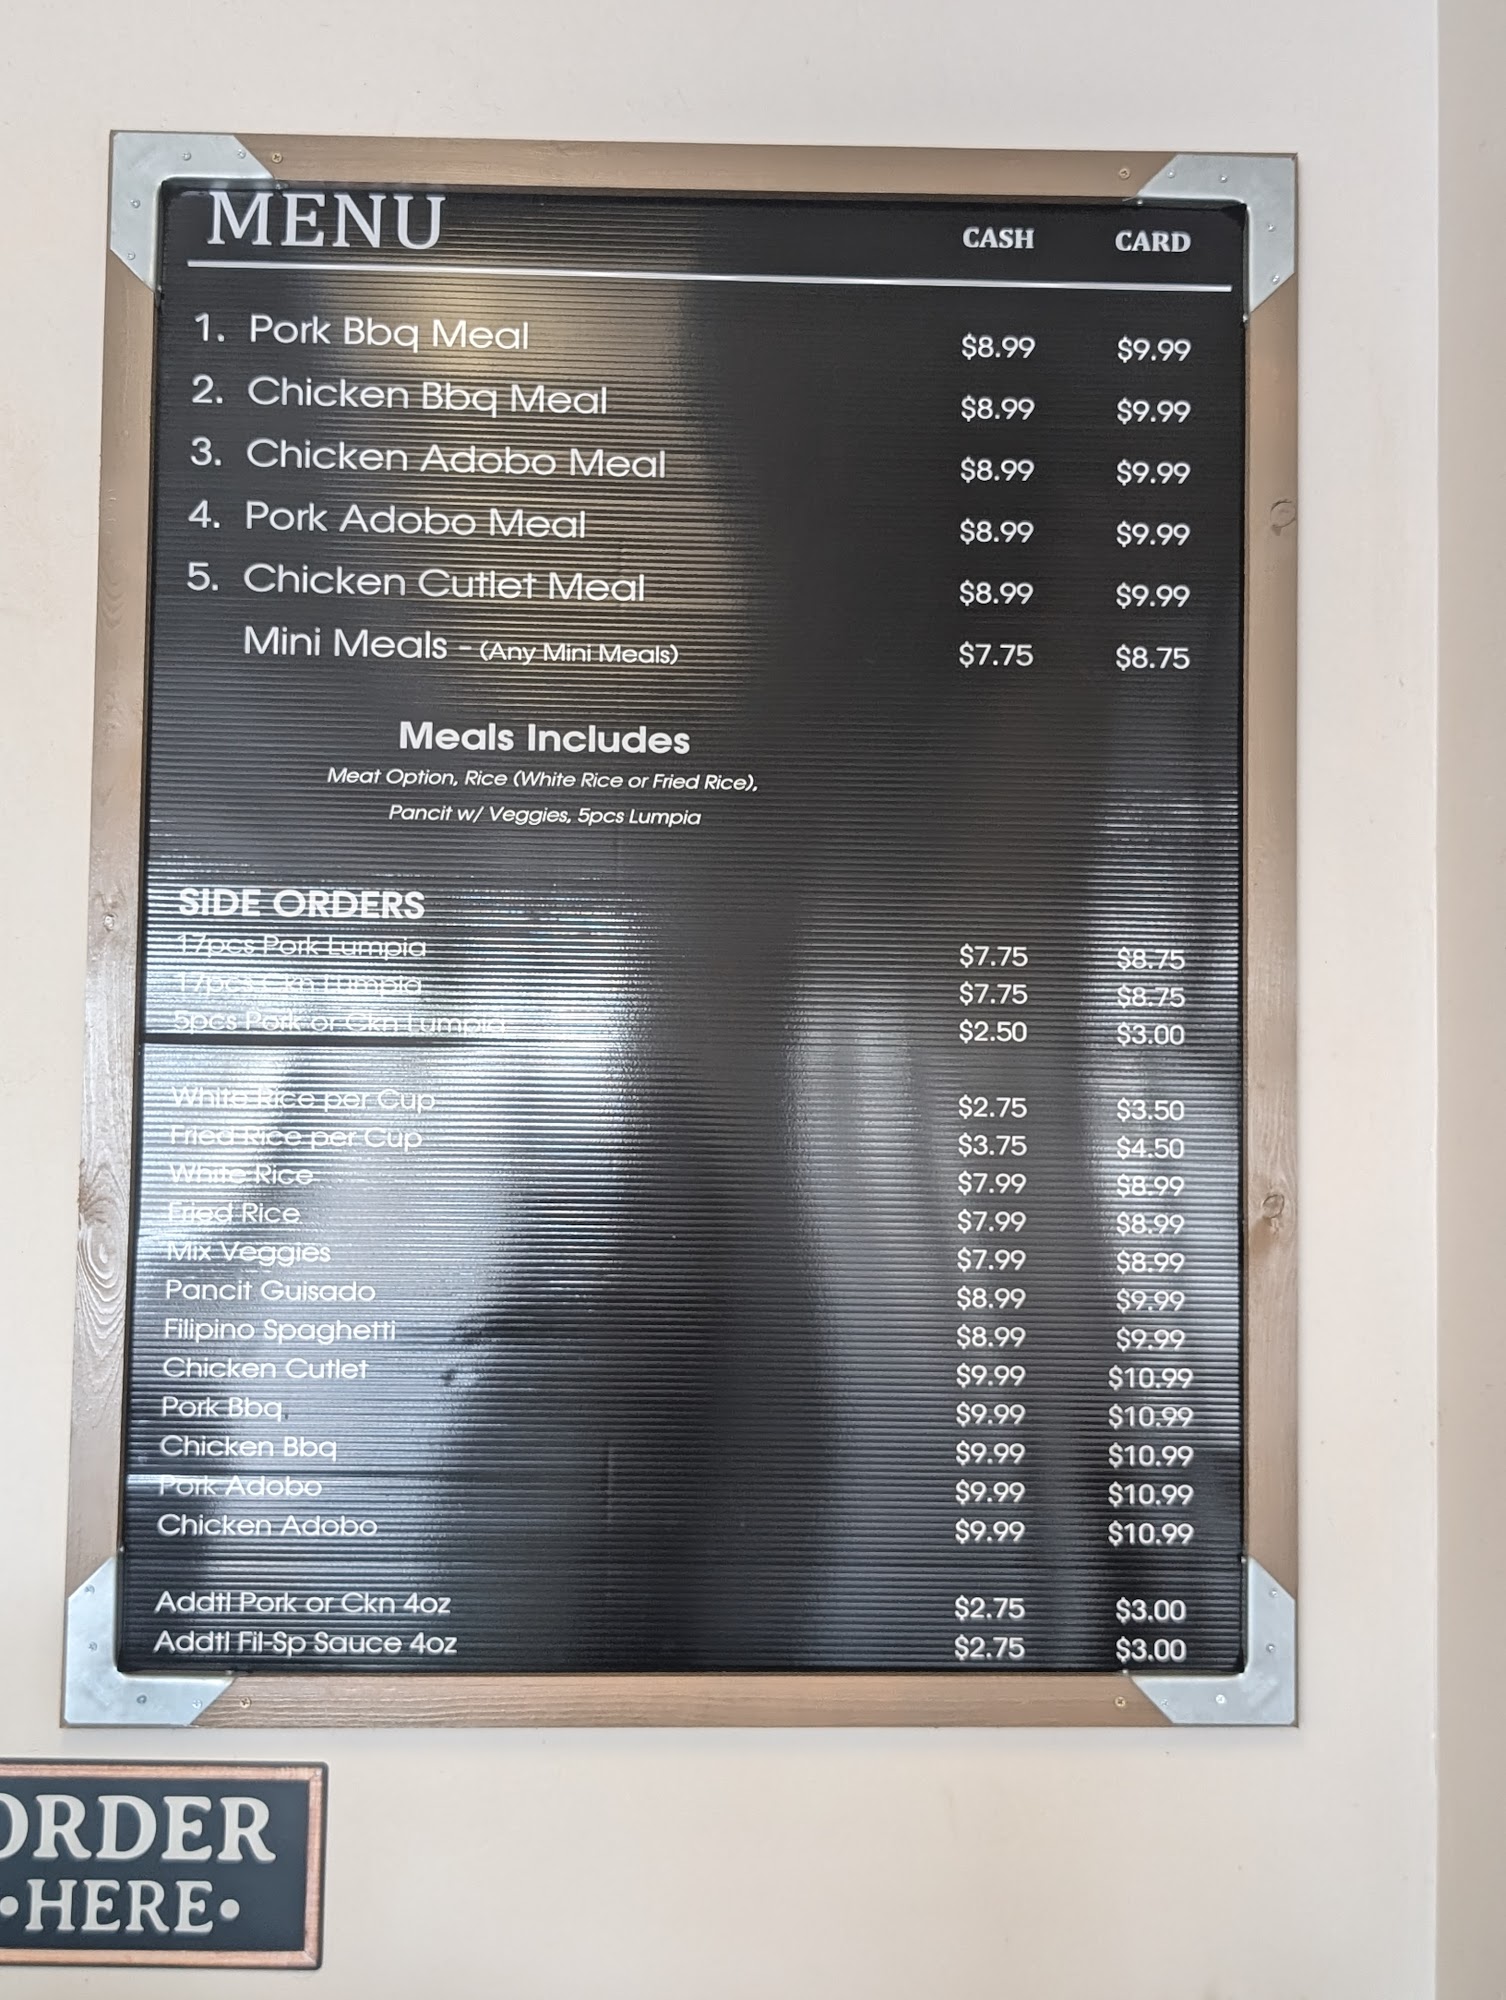 MENU CASH CARD
1. Pork Bbq Meal $8.99 $9.99
2. Chicken Bbq Meal $8.99 $9.99
3. Chicken Adobo Meal $8.99 $9.99
4. Pork Adobo Meal $8.99 $9.99
5. Chicken Cutlet Meal $8.99 $9.99
Mini Meals - (Any Mini Meals) $7.75 $8.75
Meals Includes
Meat Option, Rice (White Rice or Fried Rice),
Pancit w/ Veggies, 5pcs Lumpia
SIDE ORDERS
17pcs Pork Lumpia $7.75 $8.75
17pcs Ckn Lumpia $7.75 $8.75
5pcs Pork or Ckn Lumpia $2.50 $3.00
White Rice per Cup $2.75 $3.50
Fried Rice per Cup $3.75 $4.50
White Rice $7.99 $8.99
Fried Rice $7.99 $8.99
Mix Veggies $7.99 $8.99
Pancit Guisado $8.99 $9.99
Filipino Spaghetti $8.99 $9.99
Chicken Cutlet $9.99 $10.99
Pork Bbq $9.99 $10.99
Chicken Bbq $9.99 $10.99
Pork Adobo $9.99 $10.99
Chicken Adobo $9.99 $10.99
Addtl Pork or Ckn 4oz $2.75 $3.00
Addtl Fil-Sp Sauce 4oz $2.75 $3.00
ORDER
•HERE•